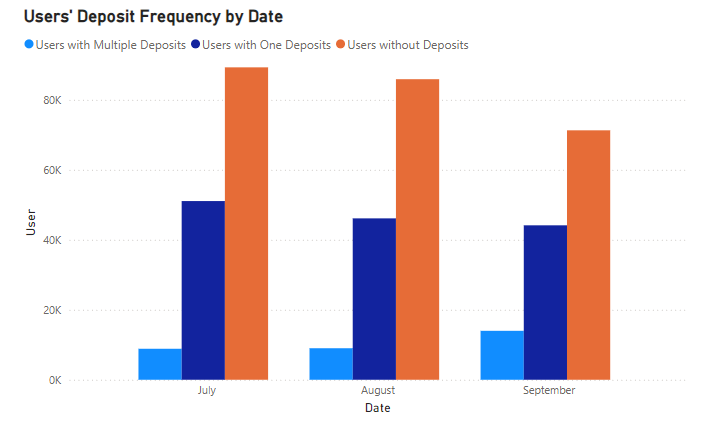 Users' Deposit Frequency by Date
Users with Multiple Deposits Users with One Deposits Users without Deposits
80K
60K
40K
20K
0K
User
July August September
Date